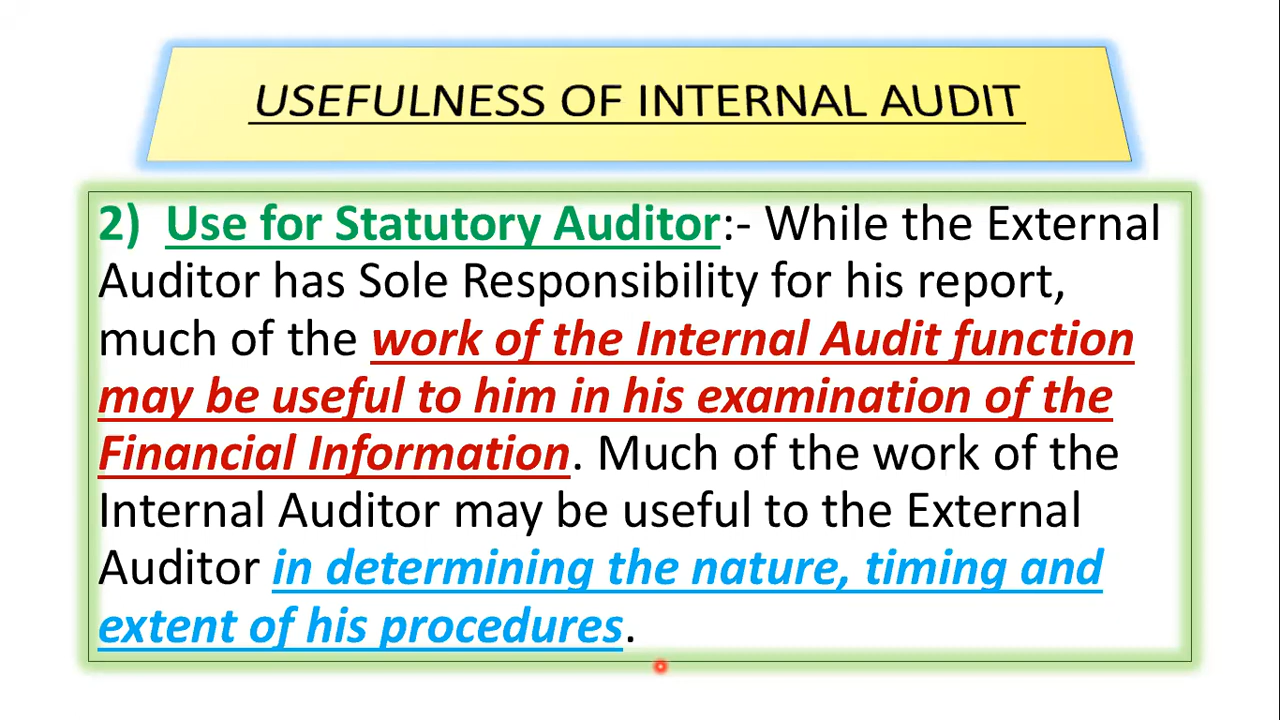 USEFULNESS OF INTERNAL AUDIT
2) Use for Statutory Auditor:- While the External
Auditor has Sole Responsibility for his report,
much of the work of the Internal Audit function
may be useful to him in his examination of the
Financial Information. Much of the work of the
Internal Auditor may be useful to the External
Auditor in determining the nature, timing and
extent of his procedures.